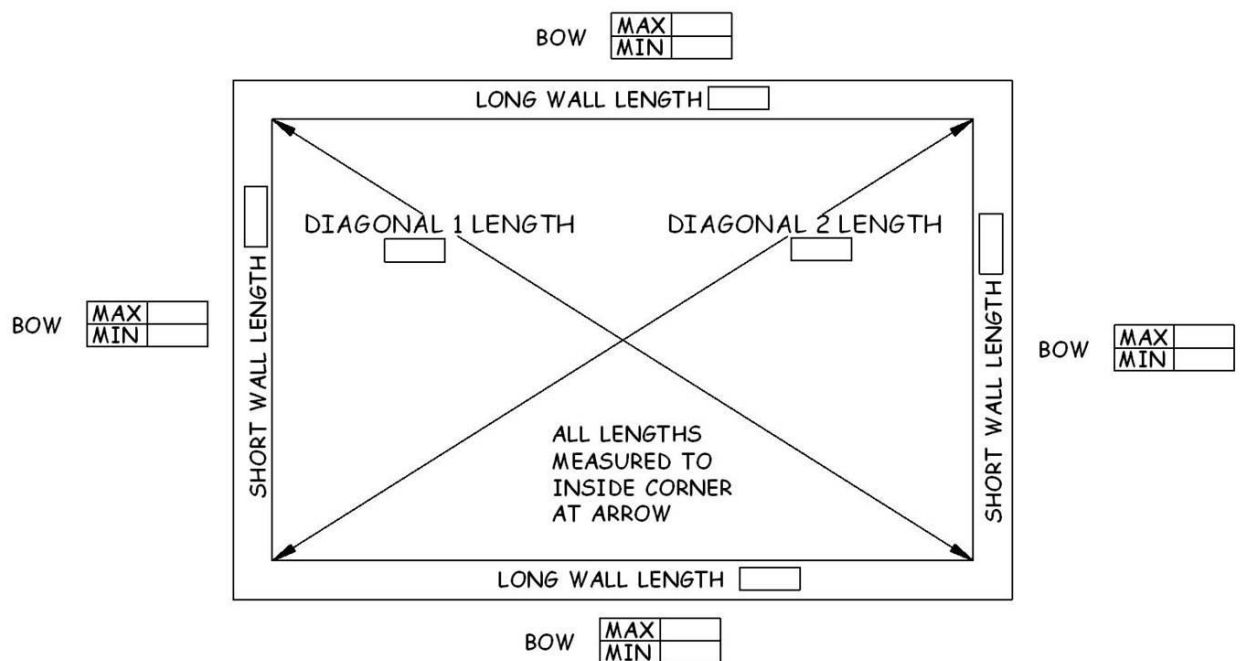 BOW MAX
MIN
LONG WALL LENGTH
DIAGONAL 1 LENGTH
DIAGONAL 2 LENGTH
SHORT WALL LENGTH
BOW MAX
MIN
SHORT WALL LENGTH
BOW MAX
MIN
ALL LENGTHS
MEASURED TO
INSIDE CORNER
AT ARROW
LONG WALL LENGTH
BOW MAX
MIN